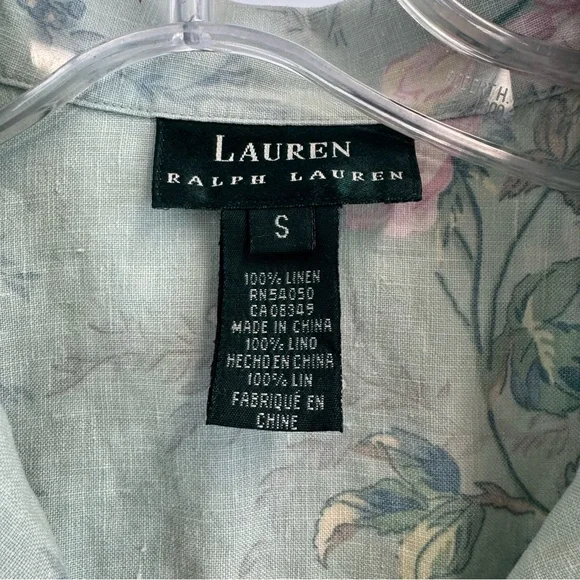 LAUREN
RALPH LAUREN
S
100% LINEN
RN54050
CA08349
MADE IN CHINA
100% LINO
HECHO EN CHINA
100% LIN
FABRIQUÉ EN
CHINE